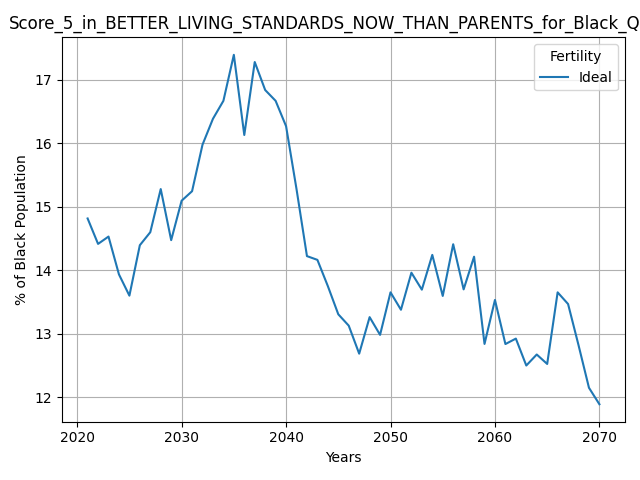 Score_5_in_BETTER_LIVING_STANDARDS_NOW_THAN_PARENTS_for_Black_Q
Fertility
Ideal
17
16
15
14
13
12
% of Black Population
2020 2030 2040 2050 2060 2070
Years